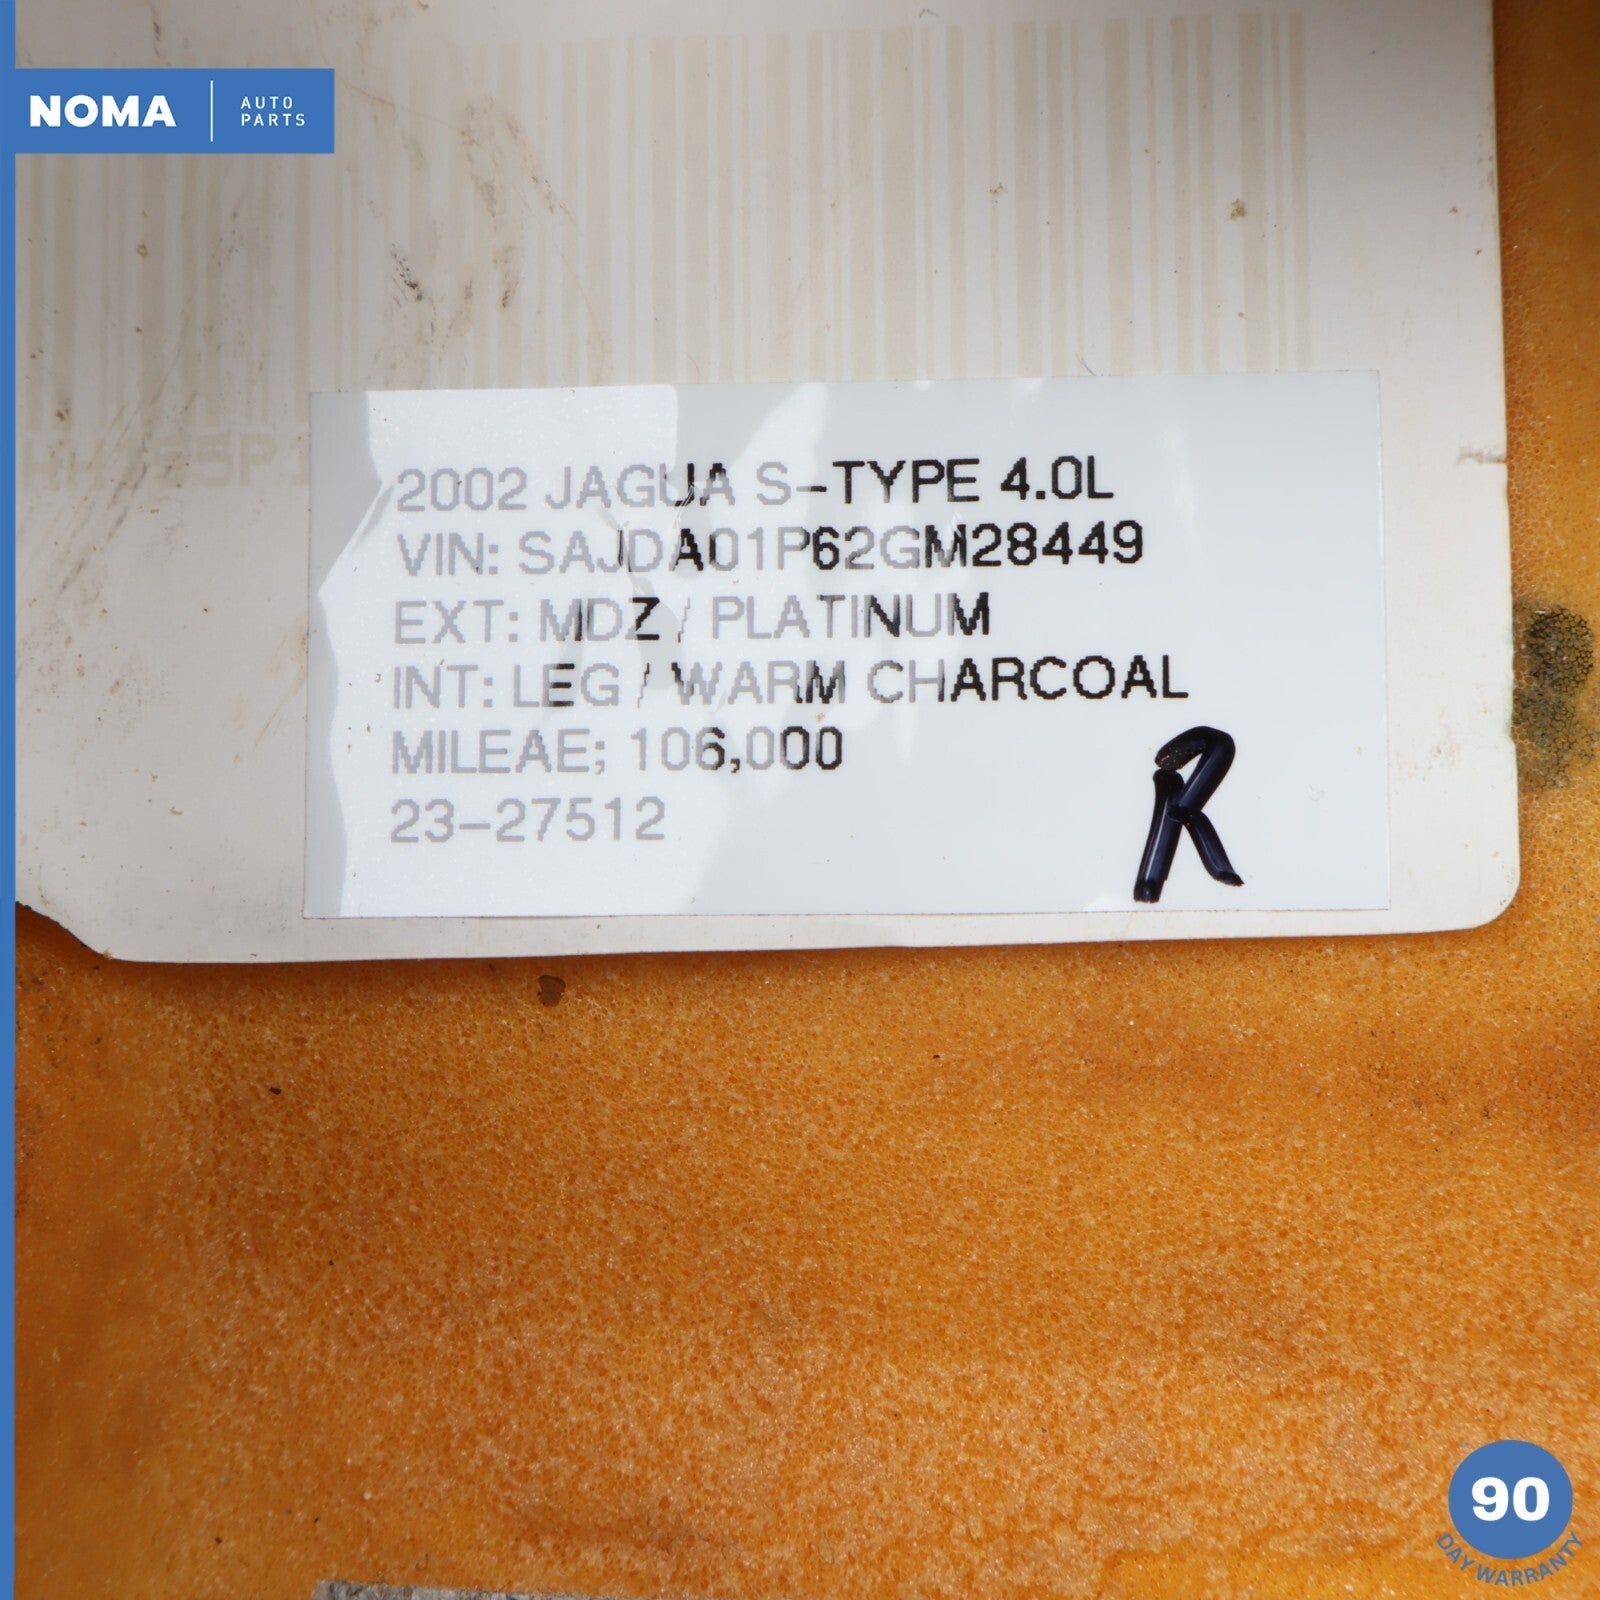 NOMA
AUTO
PARTS
2002 JAGUA S-TYPE 4.0L
VIN: SAJDA01P62GM28449
EXT: MDZ / PLATINUM
INT: LEG / WARM CHARCOAL
MILEAE; 106,000
23-27512
R
90
DAY WARRANTY